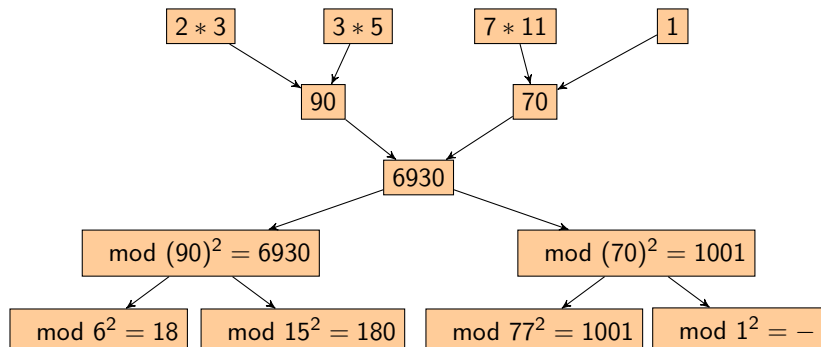 2 ∗ 3
3 ∗ 5
7 ∗ 11
1
90
70
6930
mod (90)² = 6930
mod (70)² = 1001
mod 6² = 18
mod 15² = 180
mod 77² = 1001
mod 1² = −